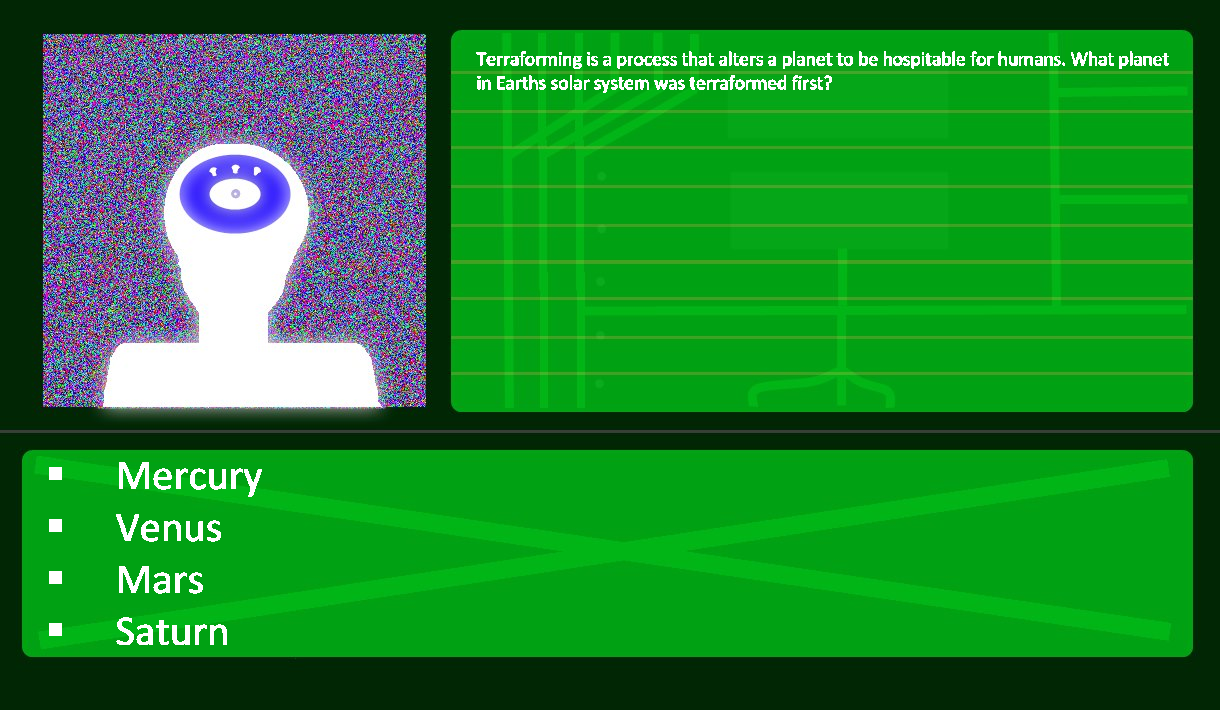 Terraforming is a process that alters a planet to be hospitable for humans. What planet
in Earths solar system was terraformed first?
Mercury
Venus
Mars
Saturn